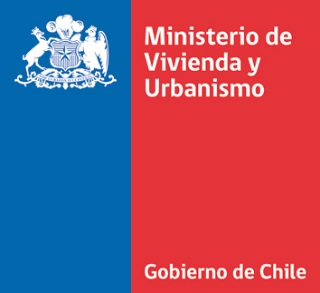 Ministerio de
Vivienda y
Urbanismo
Gobierno de Chile